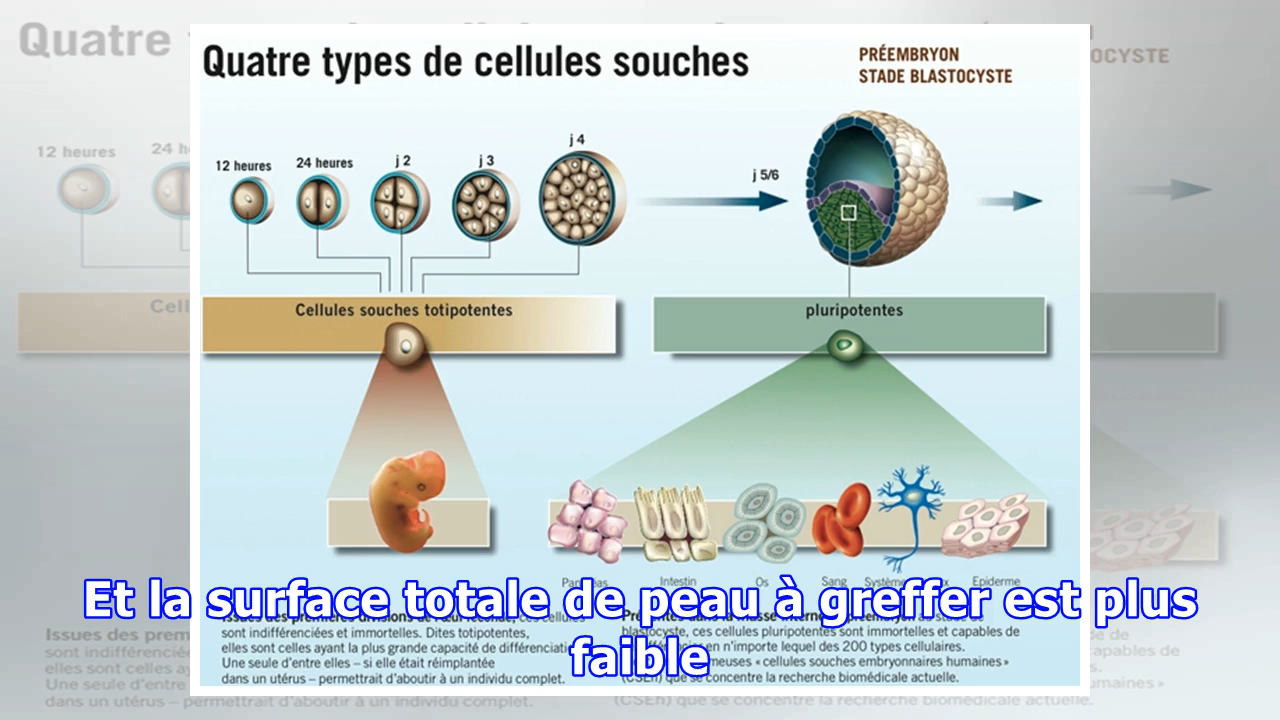 Quatre types de cellules souches
PRÉEMBRYON
STADE BLASTOCYSTE
12 heures
24 heures
j 2
j 3
j 4
j 5/6
Cellules souches totipotentes
pluripotentes
Intestin
Os
Sang
Epiderme
Et la surface totale de peau à greffer est plus
faible
sont indifférenciées et immortelles. Dites totipotentes,
elles sont celles ayant la plus grande capacité de
Une seule d'entre elles – si elle était réimplantée
dans un utérus – permettrait d'aboutir à un individu complet.
blastocyste, ces cellules pluripotentes sont immortelles et capables de
en n'importe lequel des 200 types cellulaires.
« cellules souches embryonnaires humaines »
(CSEh) que se concentre la recherche biomédicale actuelle.